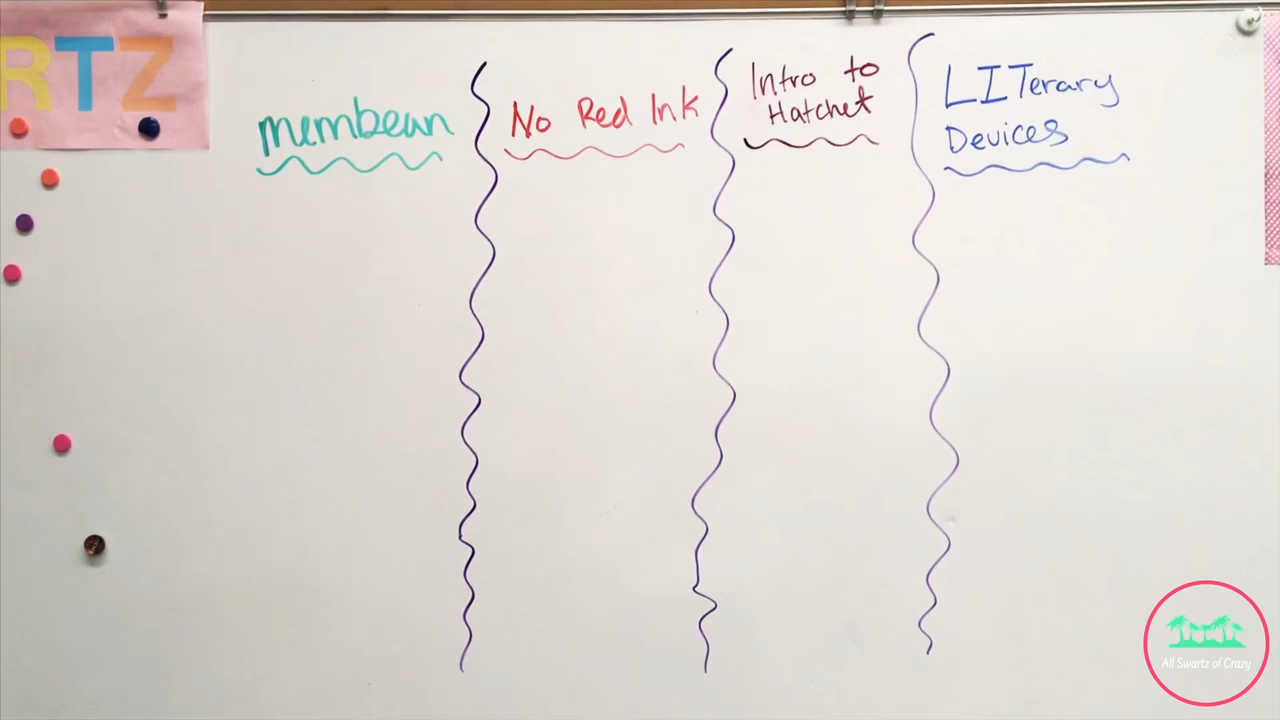 RTZ
membean
No Red Ink
Intro to
Hatchet
LITerary
Devices
All Swartz of Crazy